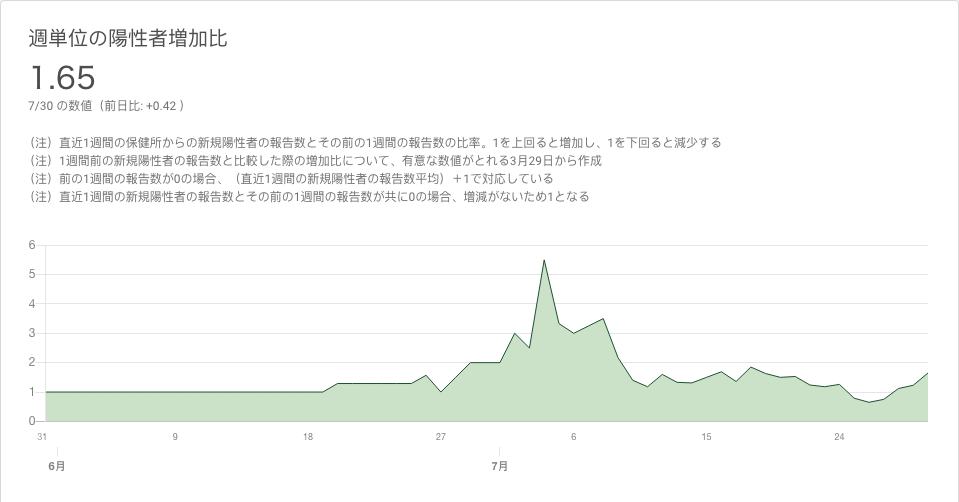 週単位の陽性者増加比
1.65
7/30 の数値（前日比: +0.42 ）
（注）直近1週間の保健所からの新規陽性者の報告数とその前の1週間の報告数の比率。1を上回ると増加し、1を下回ると減少する
（注）1週間前の新規陽性者の報告数と比較した際の増加比について、有意な数値がとれる3月29日から作成
（注）前の1週間の報告数が0の場合、（直近1週間の新規陽性者の報告数平均）＋1で対応している
（注）直近1週間の新規陽性者の報告数とその前の1週間の報告数が共に0の場合、増減がないため1となる
6
5
4
3
2
1
0
31 9 18 27 6 15 24
6月 7月